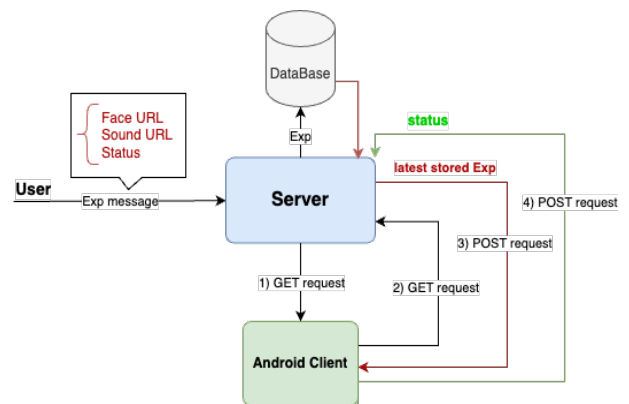 DataBase
Face URL
Sound URL
Status
Exp
status
User
Exp message
Server
latest stored Exp
4) POST request
3) POST request
1) GET request
2) GET request
Android Client